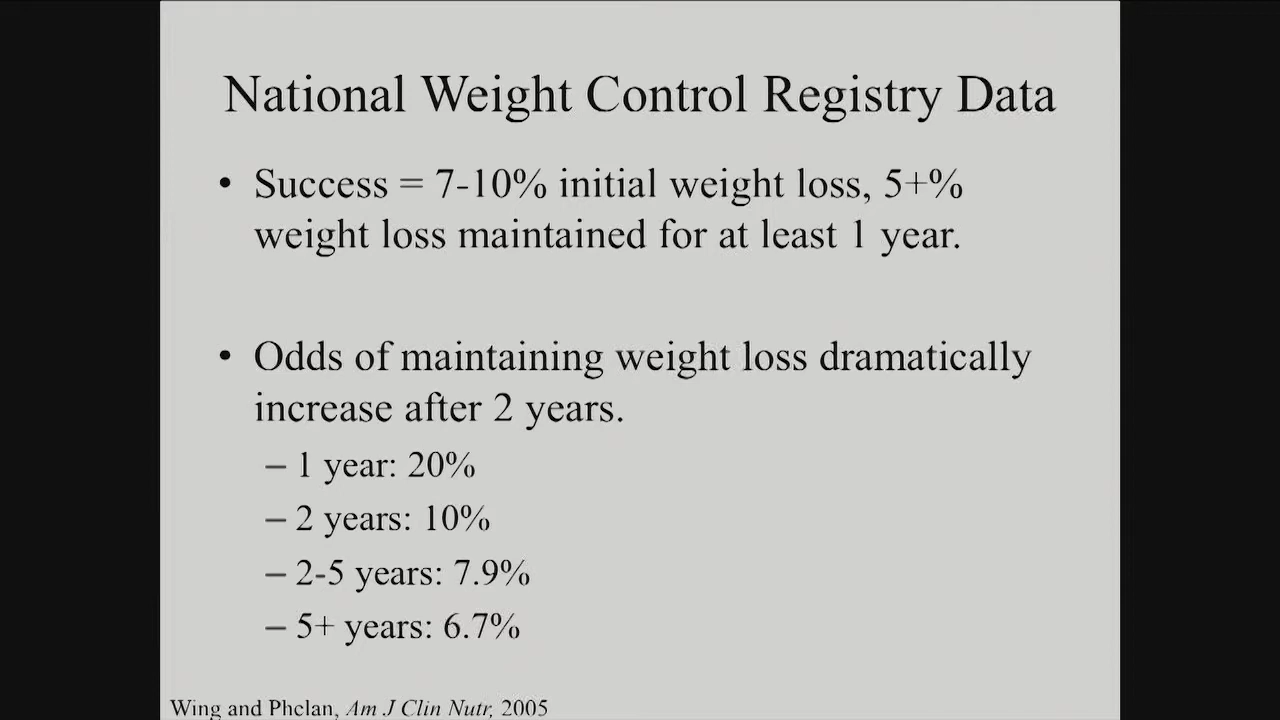 National Weight Control Registry Data
• Success = 7-10% initial weight loss, 5+%
weight loss maintained for at least 1 year.
• Odds of maintaining weight loss dramatically
increase after 2 years.
– 1 year: 20%
– 2 years: 10%
– 2-5 years: 7.9%
– 5+ years: 6.7%
Wing and Phelan, Am J Clin Nutr, 2005